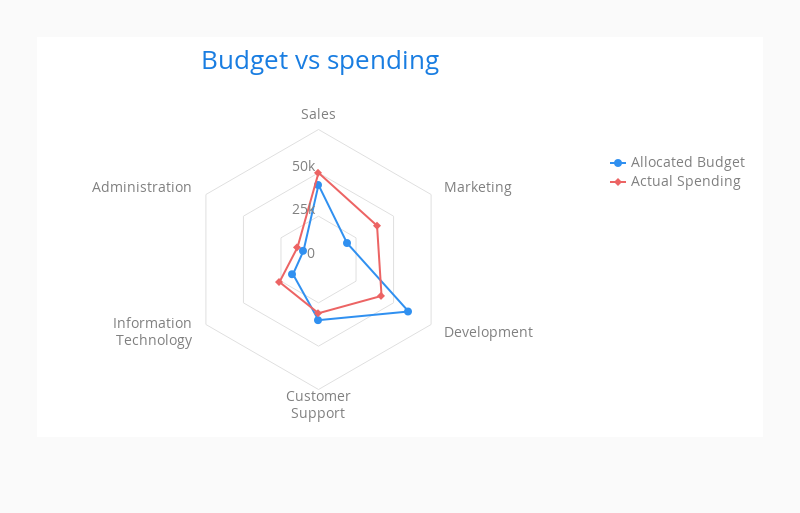 Budget vs spending
Sales
50k
25k
0
Administration
Marketing
Information
Technology
Development
Customer
Support
Allocated Budget
Actual Spending